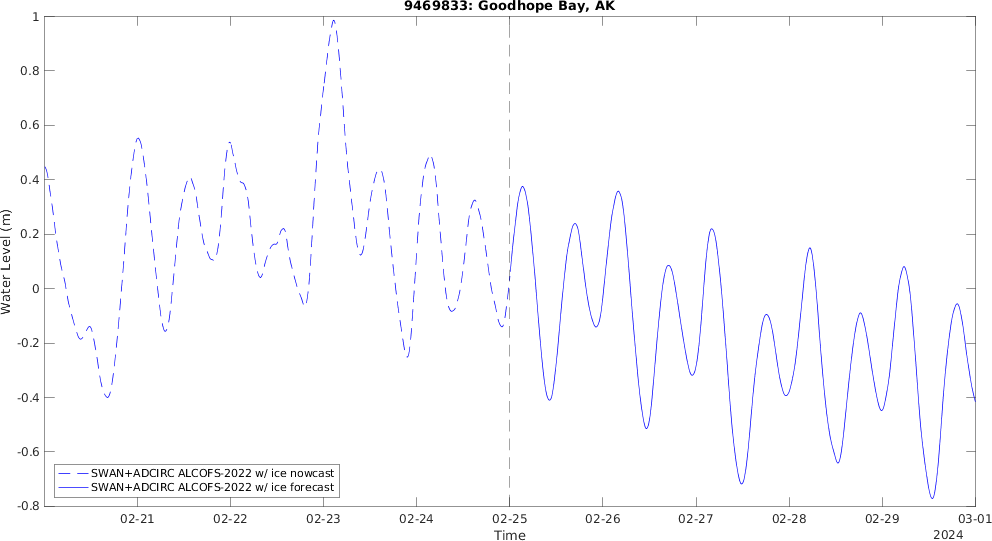 9469833: Goodhope Bay, AK
1
0.8
0.6
0.4
0.2
0
-0.2
-0.4
-0.6
-0.8
Water Level (m)
SWAN+ADCIRC ALCOFS-2022 w/ ice nowcast
SWAN+ADCIRC ALCOFS-2022 w/ ice forecast
02-21 02-22 02-23 02-24 02-25 02-26 02-27 02-28 02-29 03-01
Time
2024